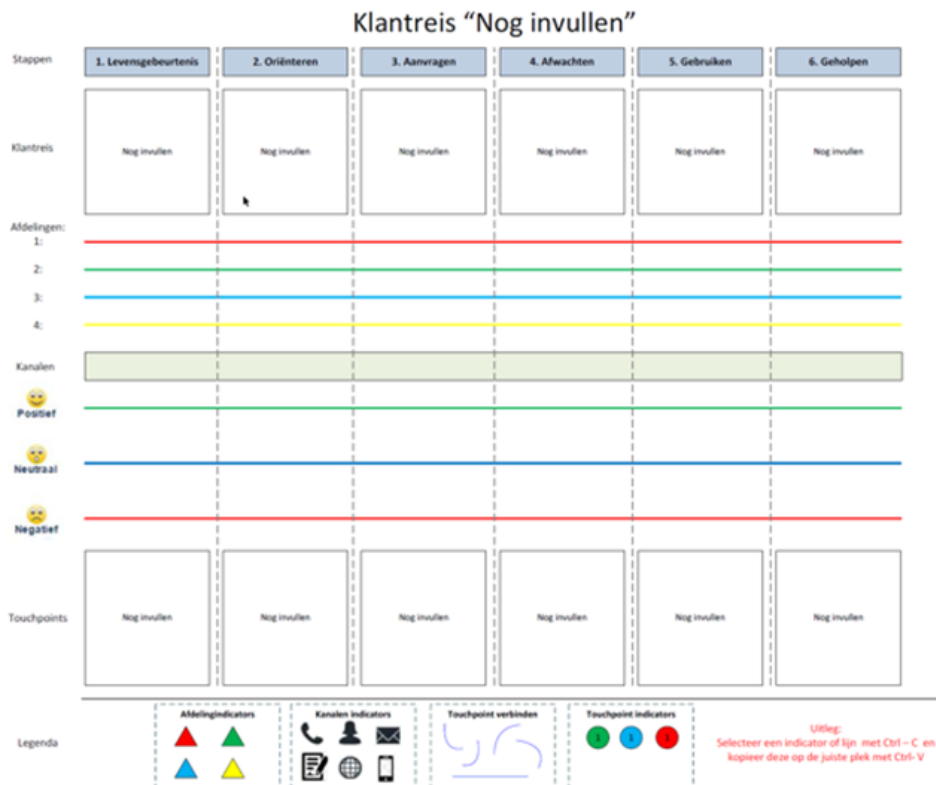 Klantreis “Nog invullen”
Stappen
1. Levensgebeurtenis
2. Oriënteren
3. Aanvragen
4. Afwachten
5. Gebruiken
6. Geholpen
Klantreis
Nog invullen
Nog invullen
Nog invullen
Nog invullen
Nog invullen
Nog invullen
Afdelingen:
1:
2:
3:
4:
Kanalen
Positief
Neutraal
Negatief
Touchpoints
Nog invullen
Nog invullen
Nog invullen
Nog invullen
Nog invullen
Nog invullen
Legenda
Afdelingindicators
Kanalen indicators
Touchpoint verbinden
Touchpoint indicators
1
1
1
Uitleg:
Selecteer een indicator of lijn met Ctrl – C en
kopieer deze op de juiste plek met Ctrl- V